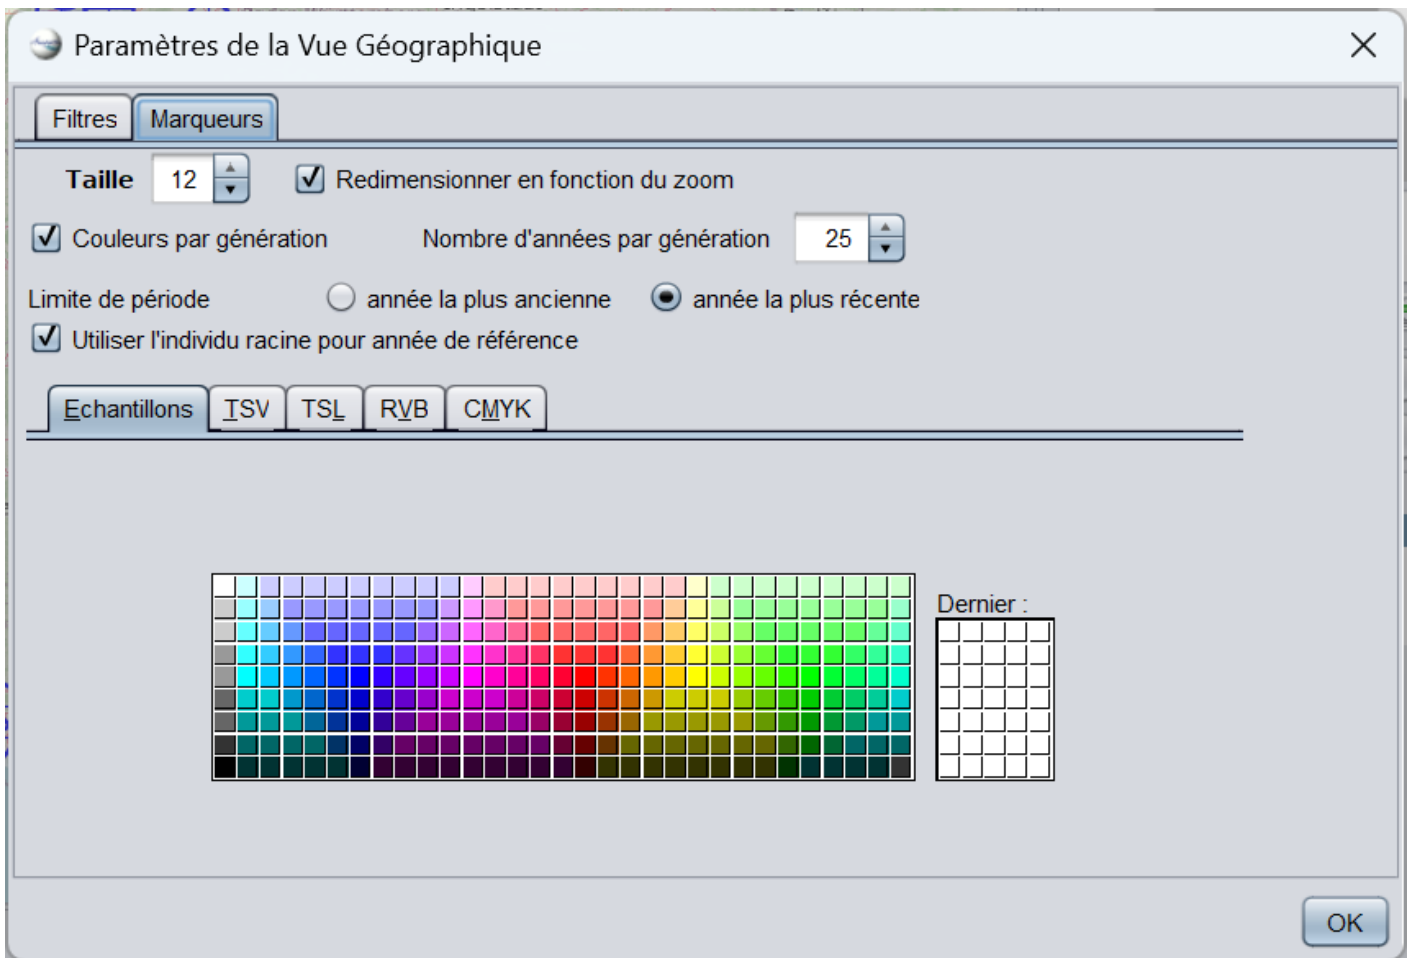 Paramètres de la Vue Géographique
Filtres Marqueurs
Taille 12 Redimensionner en fonction du zoom
Couleurs par génération Nombre d'années par génération 25
Limite de période année la plus ancienne année la plus récente
Utiliser l'individu racine pour année de référence
Echantillons TSV TSL RVB CMYK
Dernier :
OK